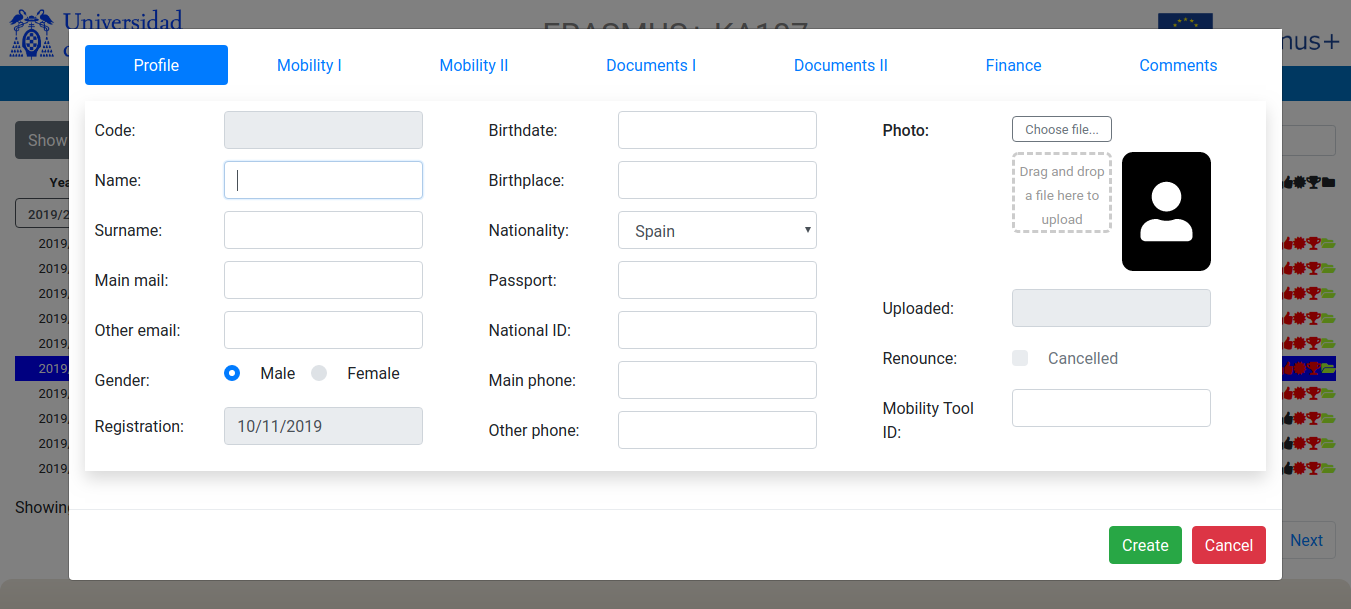 Universidad
ERASMUS+ KA107
mus+
Profile
Mobility I
Mobility II
Documents I
Documents II
Finance
Comments
Show
Code:
Name:
Surname:
Main mail:
Other email:
Gender:
Male
Female
Registration:
10/11/2019
Birthdate:
Birthplace:
Nationality:
Spain
Passport:
National ID:
Main phone:
Other phone:
Photo:
Choose file...
Drag and drop
a file here to
upload
Uploaded:
Renounce:
Cancelled
Mobility Tool
ID:
Yea
2019/2
2019,
2019,
2019,
2019,
2019,
2019,
2019,
2019,
2019,
2019,
Showing
Create
Cancel
Next